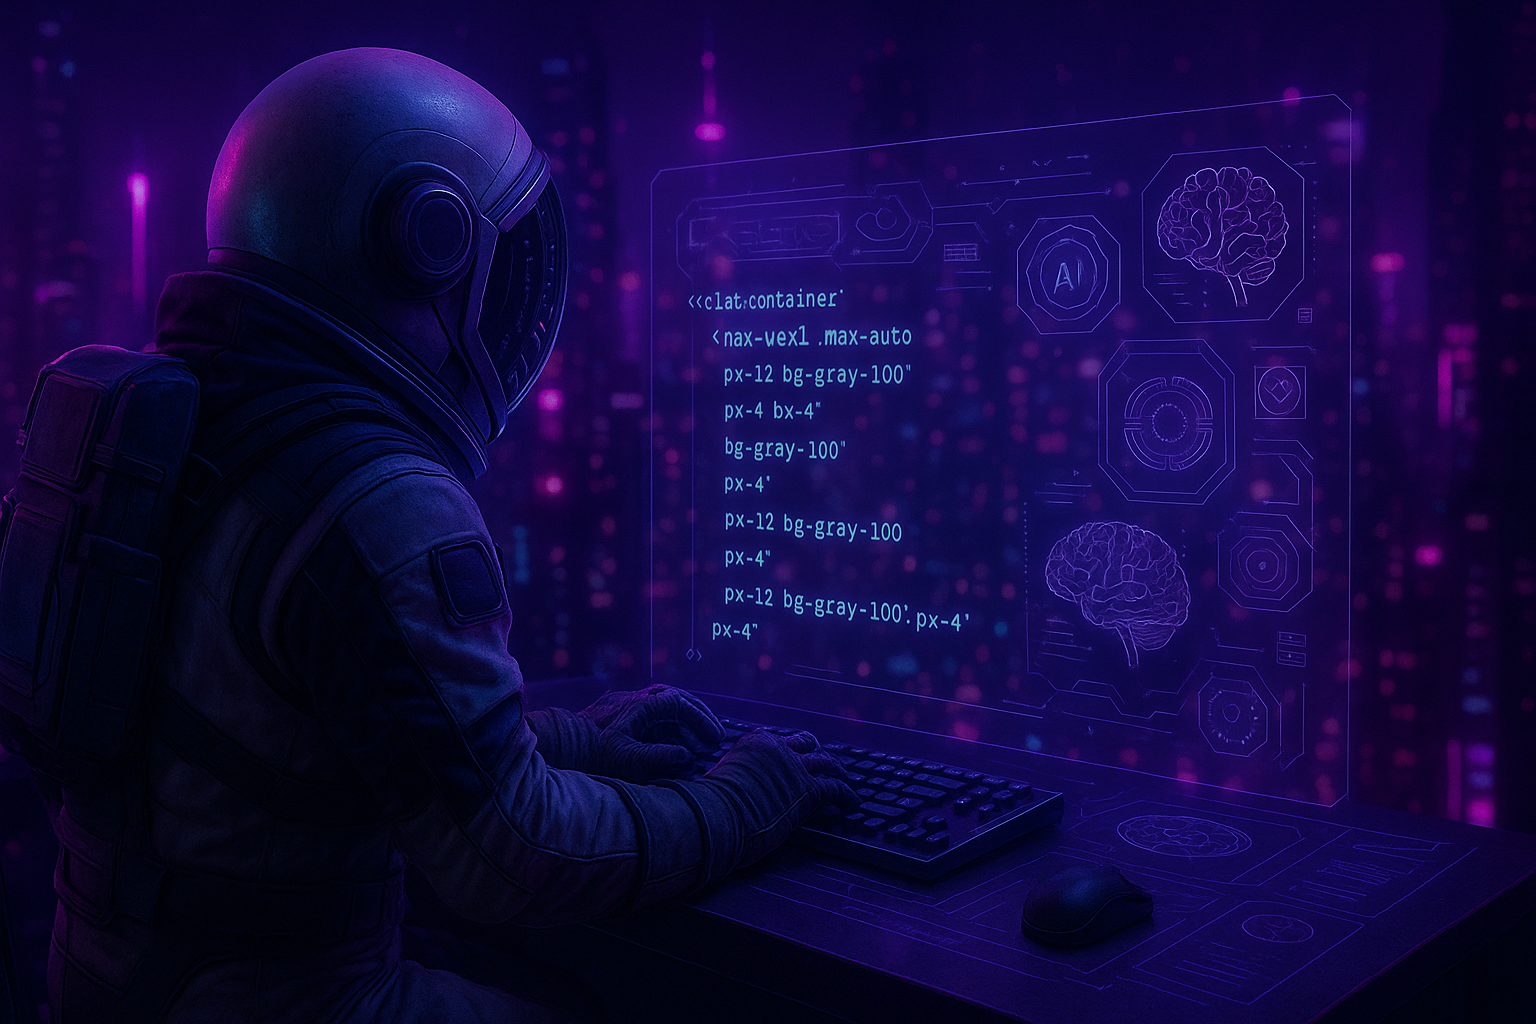 <<clat:container'
<nax-wexl .max-auto
px-12 bg-gray-100"
px-4 bx-4"
bg-gray-100"
px-4'
px-12 bg-gray-100
px-4"
px-12 bg-gray-100'. px-4'
px-4"
AI